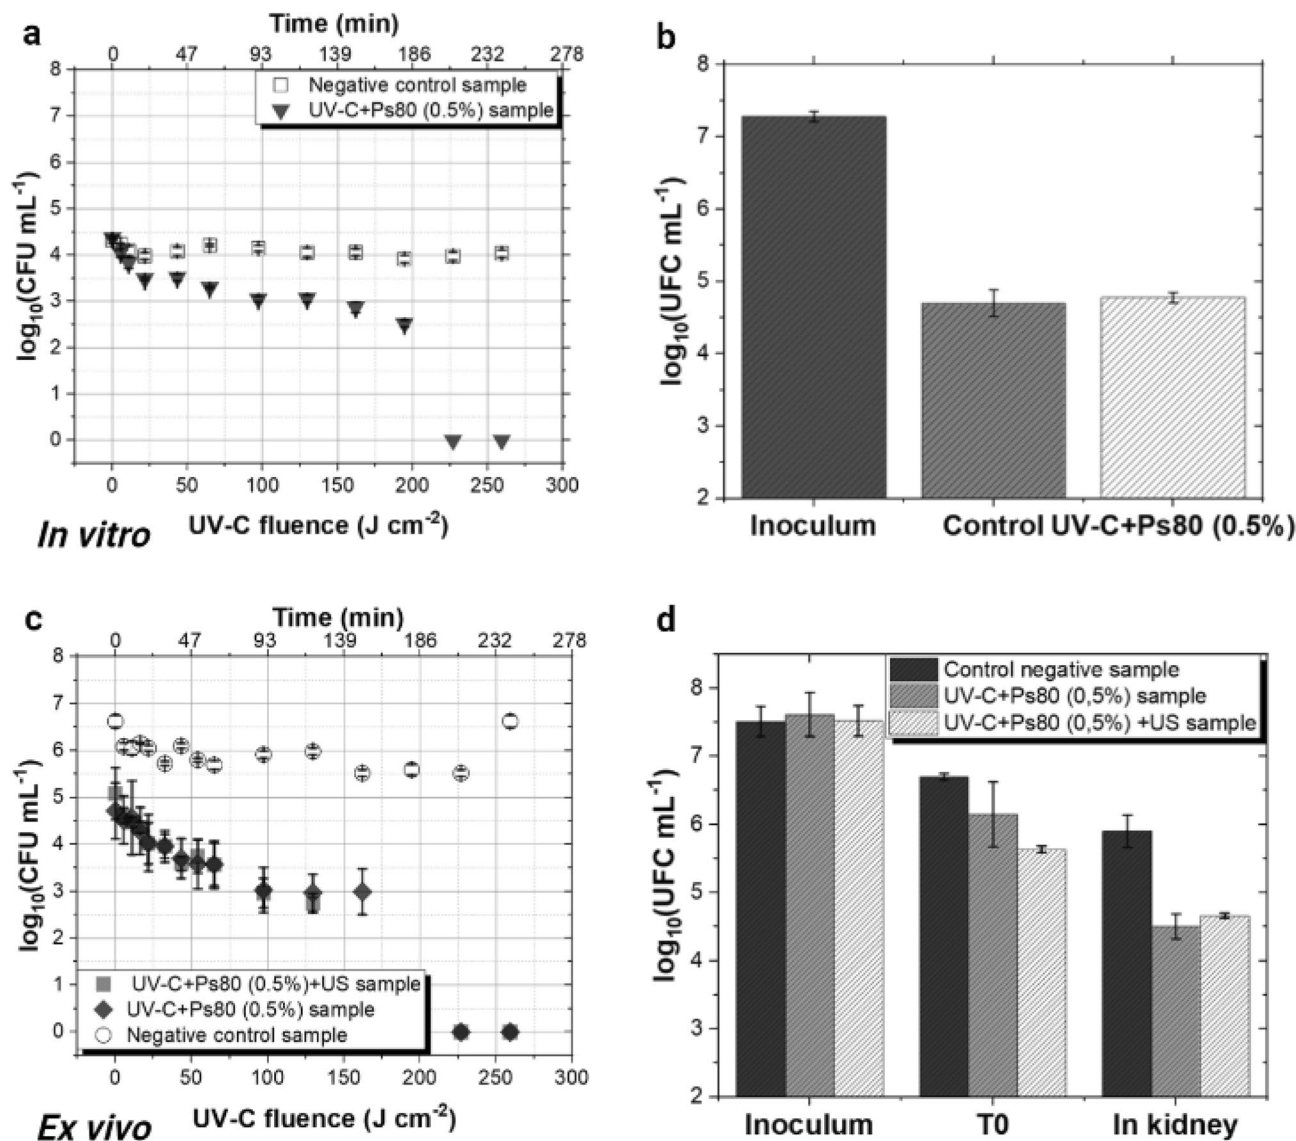 a
Time (min)
0 47 93 139 186 232 278
Negative control sample
UV-C+Ps80 (0.5%) sample
8
7
6
5
4
3
2
1
0
log10(CFU mL-1)
0 50 100 150 200 250 300
UV-C fluence (J cm-2)
In vitro
b
8
7
6
5
4
3
2
log10(UFC mL-1)
Inoculum Control UV-C+Ps80 (0.5%)
c
Time (min)
0 47 93 139 186 232 278
8
7
6
5
4
3
2
1
0
log10(CFU mL-1)
UV-C+Ps80 (0.5%)+US sample
UV-C+Ps80 (0.5%) sample
Negative control sample
0 50 100 150 200 250 300
UV-C fluence (J cm-2)
Ex vivo
d
Control negative sample
UV-C+Ps80 (0,5%) sample
UV-C+Ps80 (0,5%) +US sample
8
7
6
5
4
3
2
log10(UFC mL-1)
Inoculum T0 In kidney